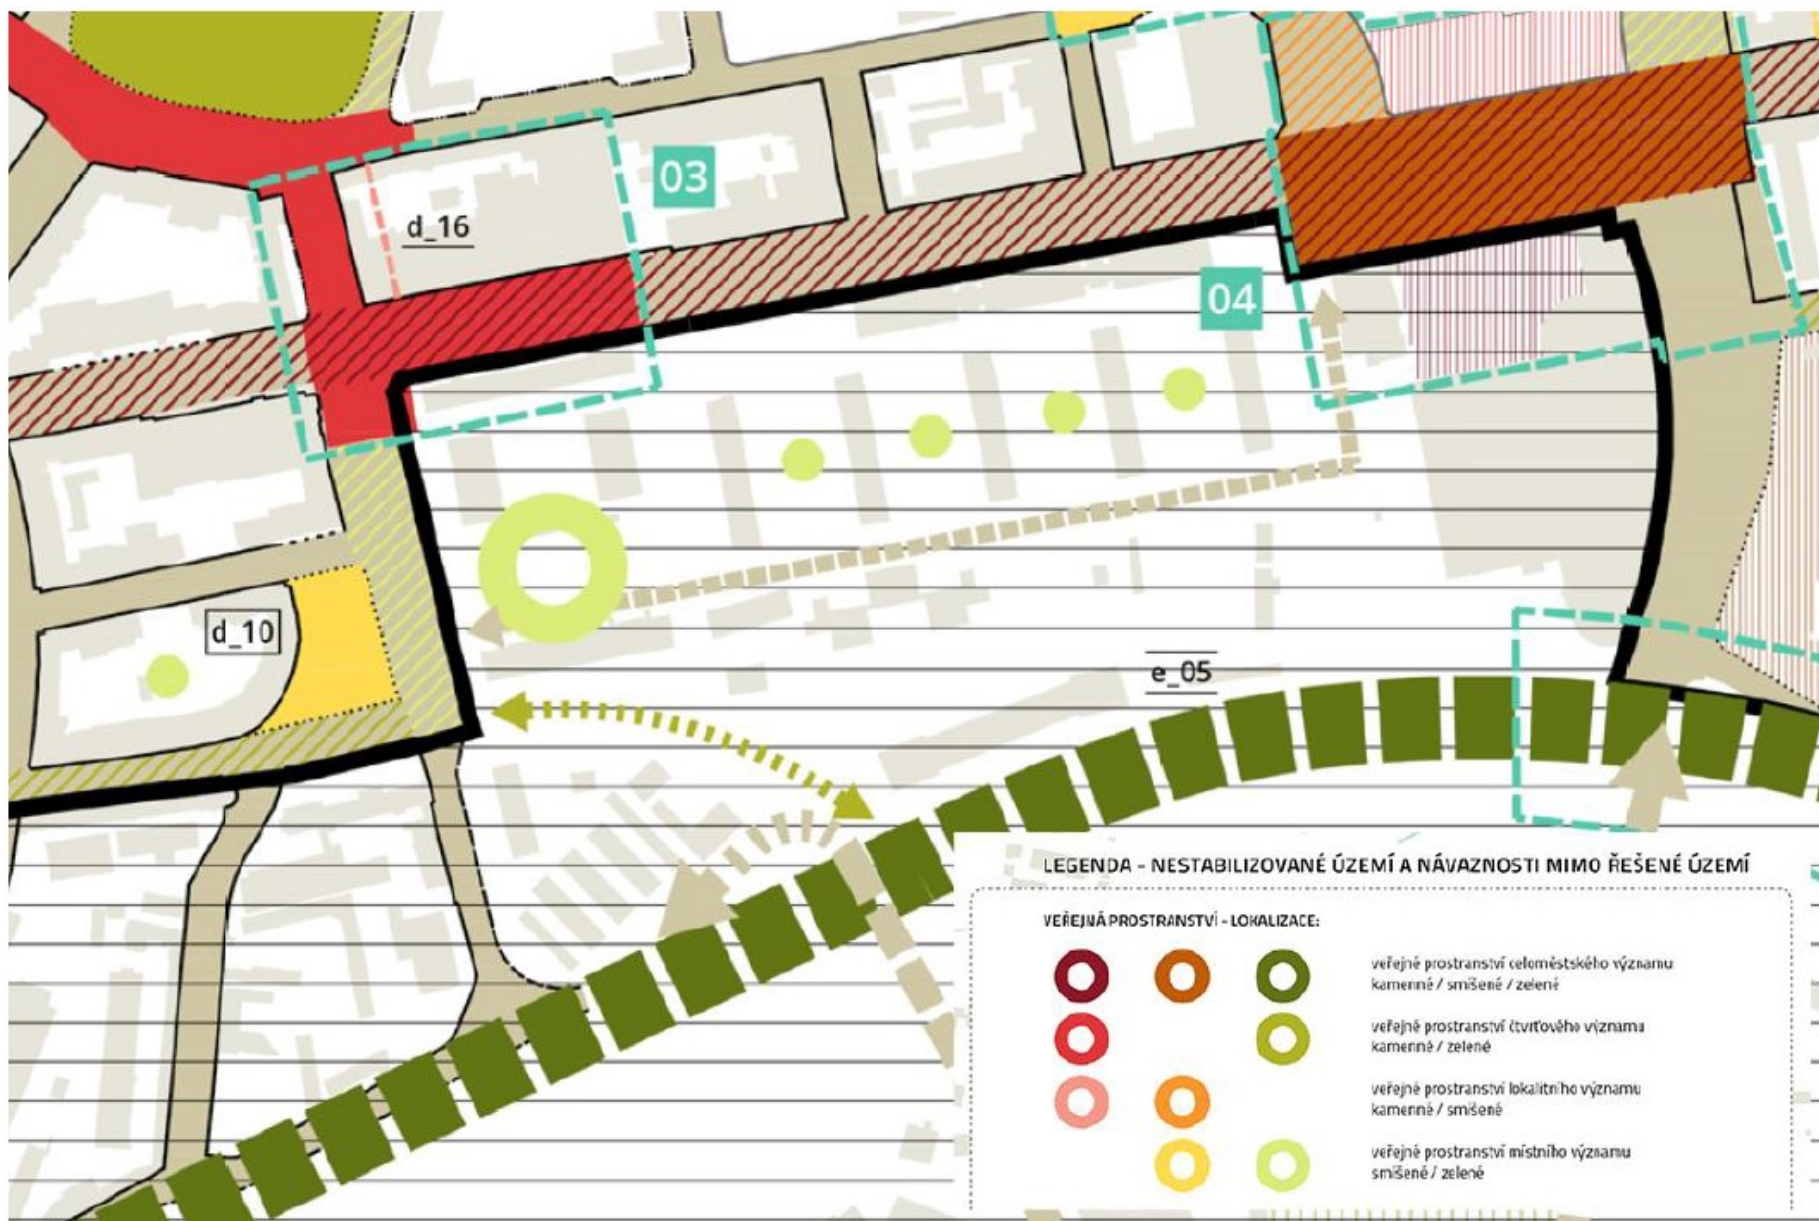 03
d_16
04
d_10
e_05
LEGENDA - NESTABILIZOVANÉ ÚZEMÍ A NÁVAZNOSTI MIMO ŘEŠENÉ ÚZEMÍ
VEŘEJNÁ PROSTRANSTVÍ - LOKALIZACE:
veřejné prostranství celoměstského významu
kamenné / smíšené / zelené
veřejné prostranství čtvrťového významu
kamenné / zelené
veřejné prostranství lokalitního významu
kamenné / smíšené
veřejné prostranství místního významu
smíšené / zelené